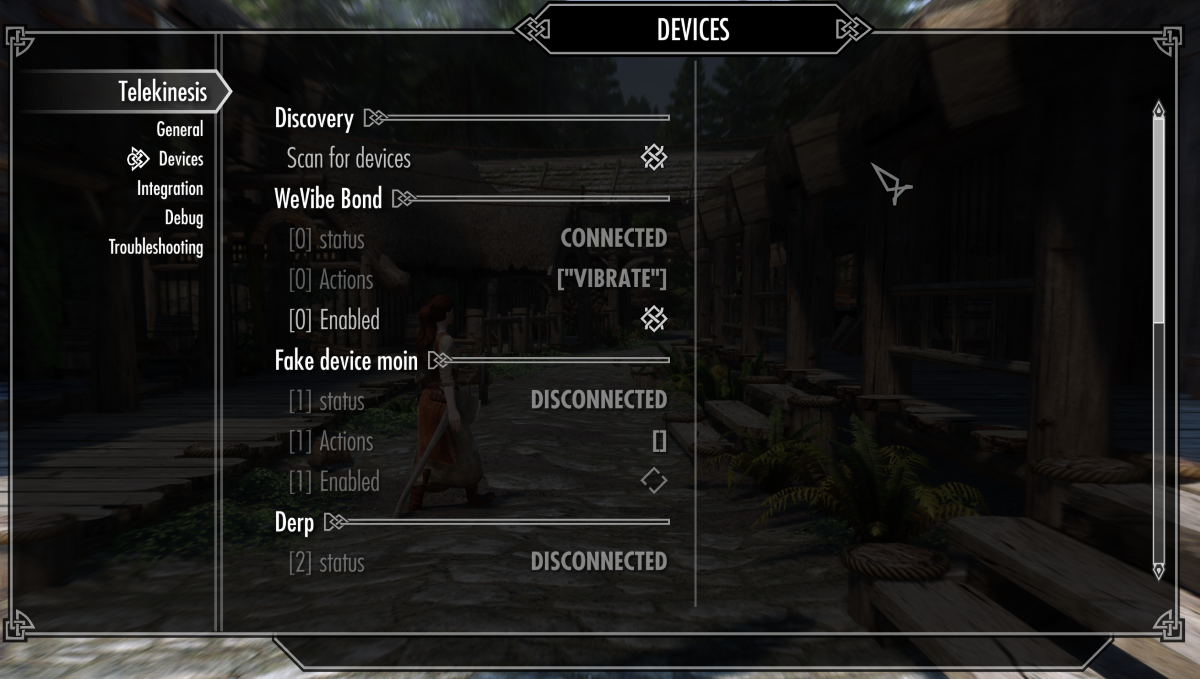 DEVICES
Telekinesis
General
Devices
Integration
Debug
Troubleshooting
Discovery
Scan for devices
WeVibe Bond
[0] status CONNECTED
[0] Actions ["VIBRATE"]
[0] Enabled
Fake device moin
[1] status DISCONNECTED
[1] Actions []
[1] Enabled
Derp
[2] status DISCONNECTED